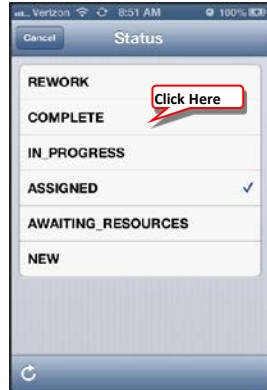 Verizon 8:51 AM 100%
Cancel Status
REWORK
Click Here
COMPLETE
IN_PROGRESS
ASSIGNED
AWAITING_RESOURCES
NEW